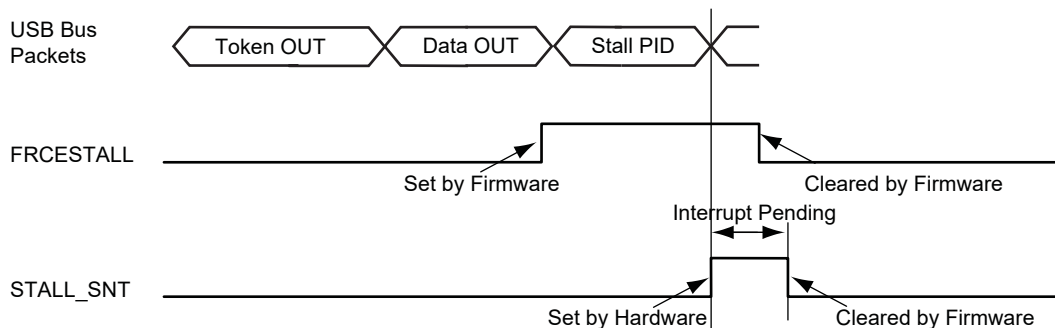 USB Bus
Packets
Token OUT
Data OUT
Stall PID
FRCESTALL
Set by Firmware
Cleared by Firmware
Interrupt Pending
STALL_SNT
Set by Hardware
Cleared by Firmware